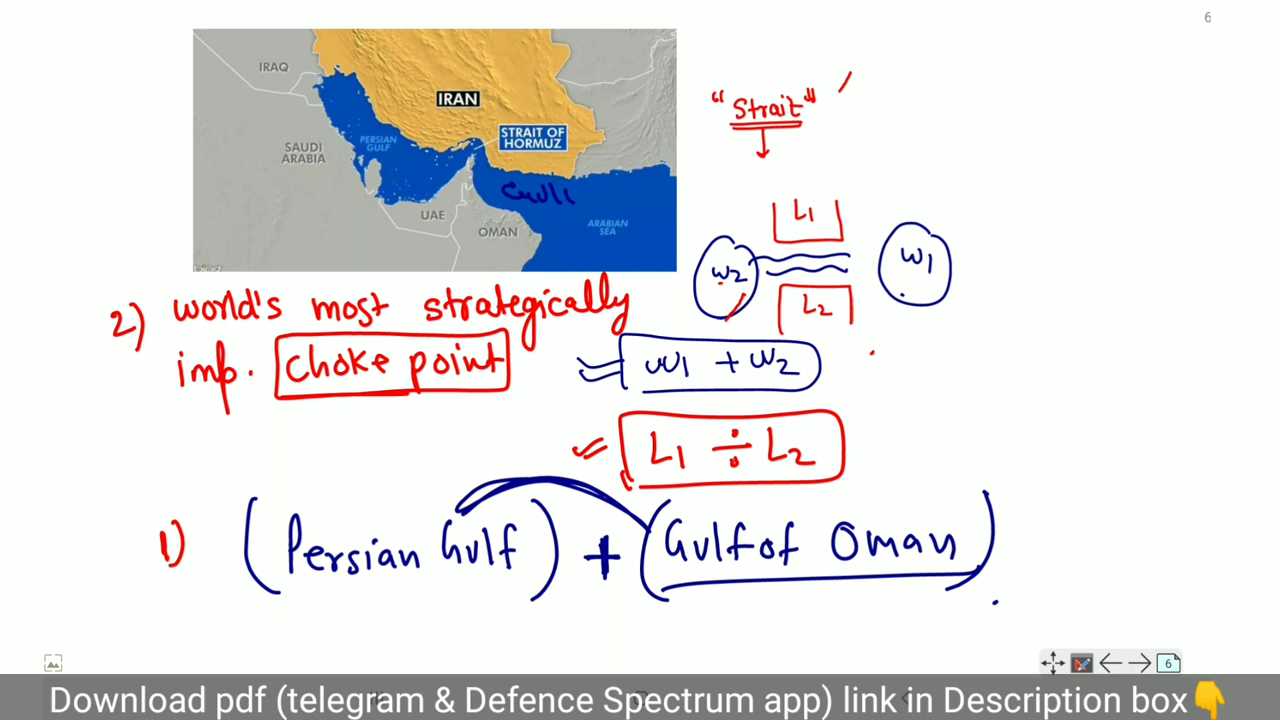 6
IRAQ
IRAN
STRAIT OF
HORMUZ
PERSIAN
GULF
SAUDI
ARABIA
UAE
OMAN
ARABIAN
SEA
Gulf
"Strait"
L1
W2
W1
L2
2) world's most strategically
imp. choke point
W1 + W2
L1 ÷ L2
1) (Persian Gulf) + (Gulf of Oman)
6
Download pdf (telegram & Defence Spectrum app) link in Description box👇